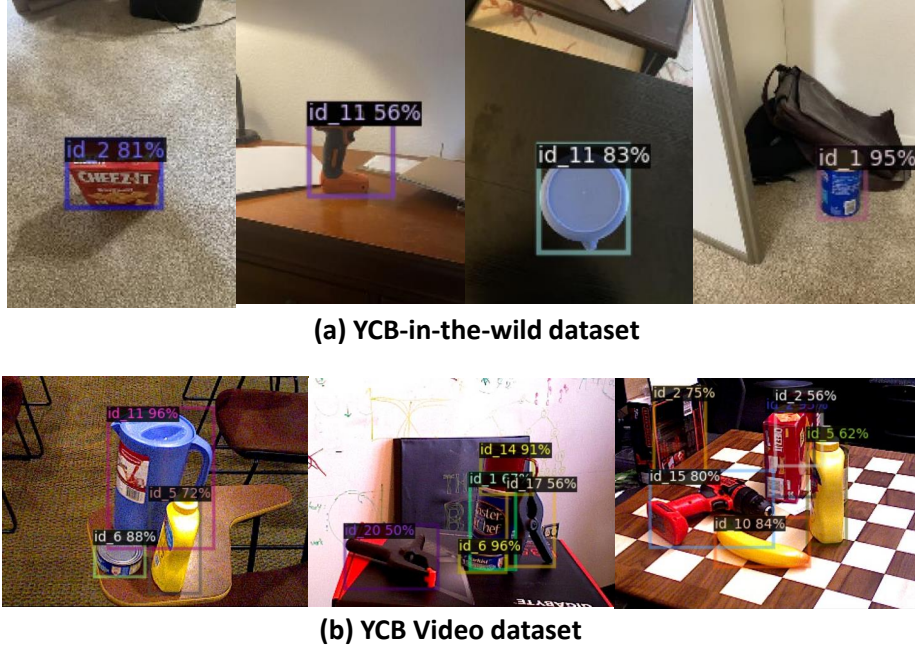 id_2 81%
CHEEZ-IT
id_11 56%
id_11 83%
id_1 95%
(a) YCB-in-the-wild dataset
id_11 96%
id_5 72%
id_6 88%
id_14 91%
id_17 56%
id_20 50%
id_6 96%
GIGABYTE
id_2 75%
id_2 56%
id_5 62%
id_15 80%
id_10 84%
(b) YCB Video dataset